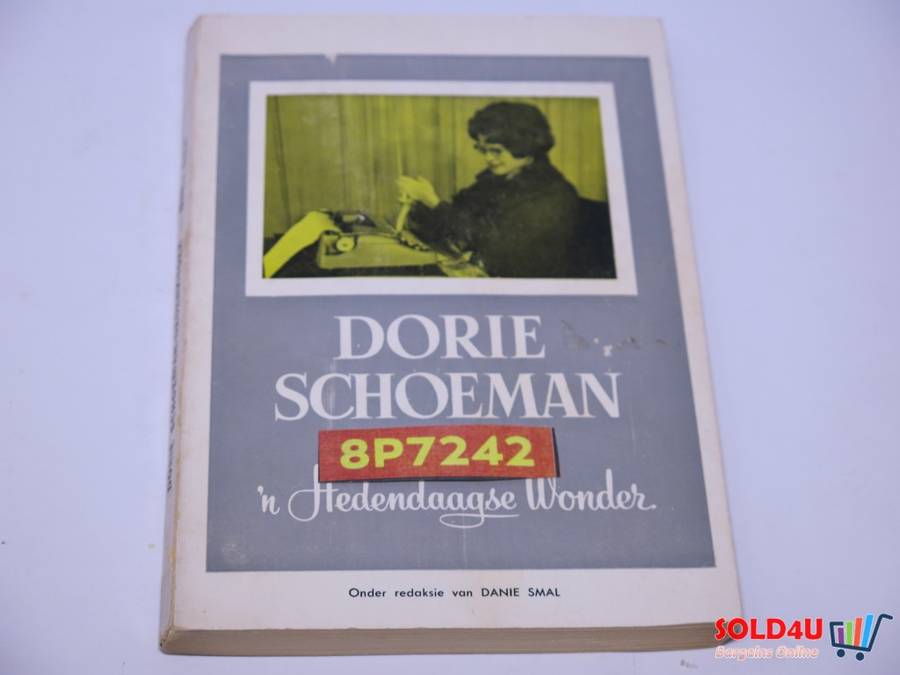 DORIE
SCHOEMAN
8P7242
'n Hedendaagse Wonder.
Onder redaksie van DANIE SMAL
SOLD4U
Bargains Online